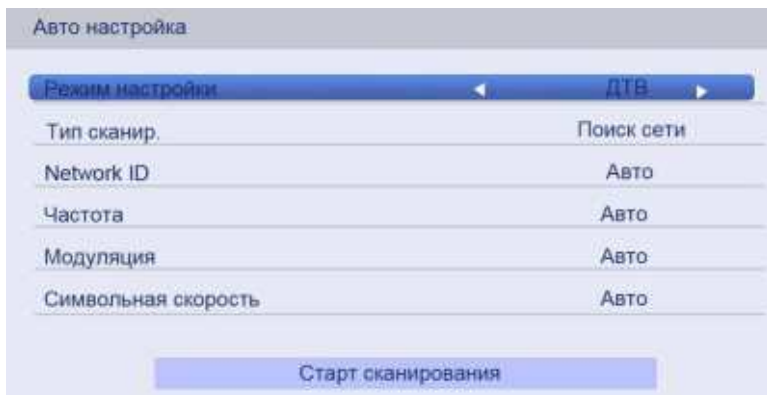 Авто настройка
Режим настройки ДТВ
Тип сканир. Поиск сети
Network ID Авто
Частота Авто
Модуляция Авто
Символьная скорость Авто
Старт сканирования